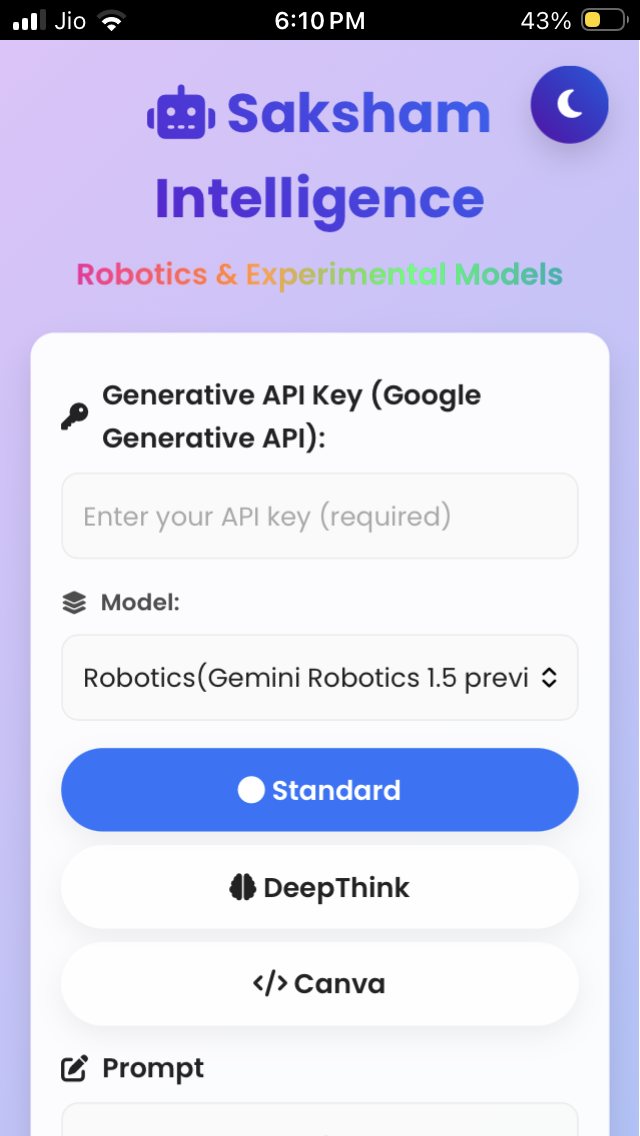 Jio 6:10 PM 43%
Saksham
Intelligence
Robotics & Experimental Models
Generative API Key (Google
Generative API):
Enter your API key (required)
Model:
Robotics(Gemini Robotics 1.5 previ
Standard
DeepThink
</> Canva
Prompt